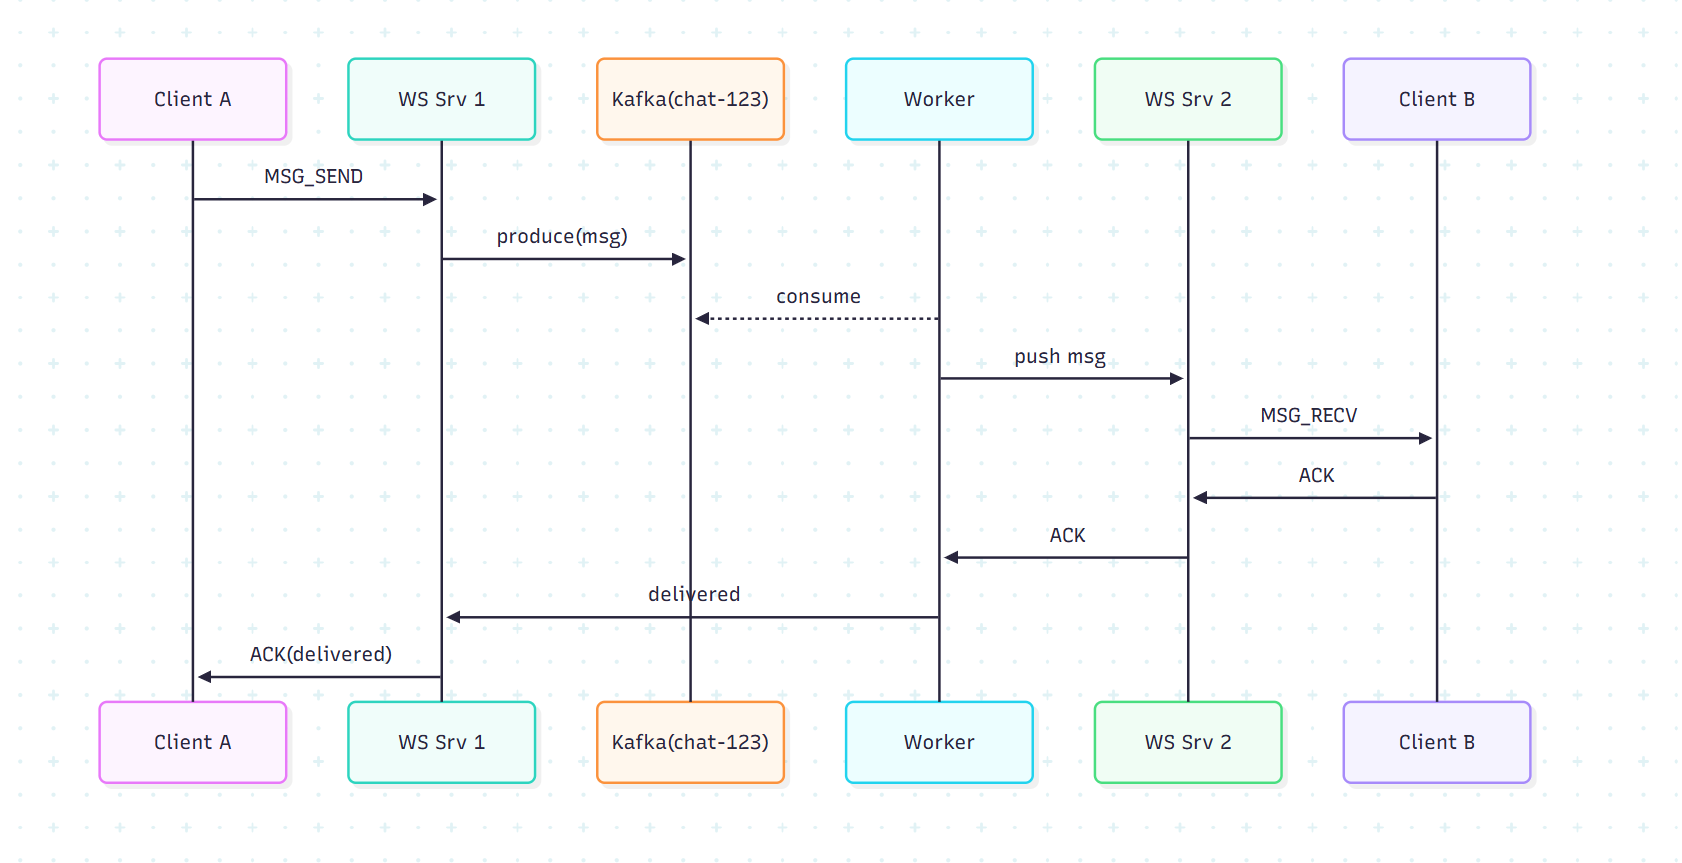 Client A
WS Srv 1
Kafka(chat-123)
Worker
WS Srv 2
Client B
MSG_SEND
produce(msg)
consume
push msg
MSG_RECV
ACK
ACK
delivered
ACK(delivered)
Client A
WS Srv 1
Kafka(chat-123)
Worker
WS Srv 2
Client B